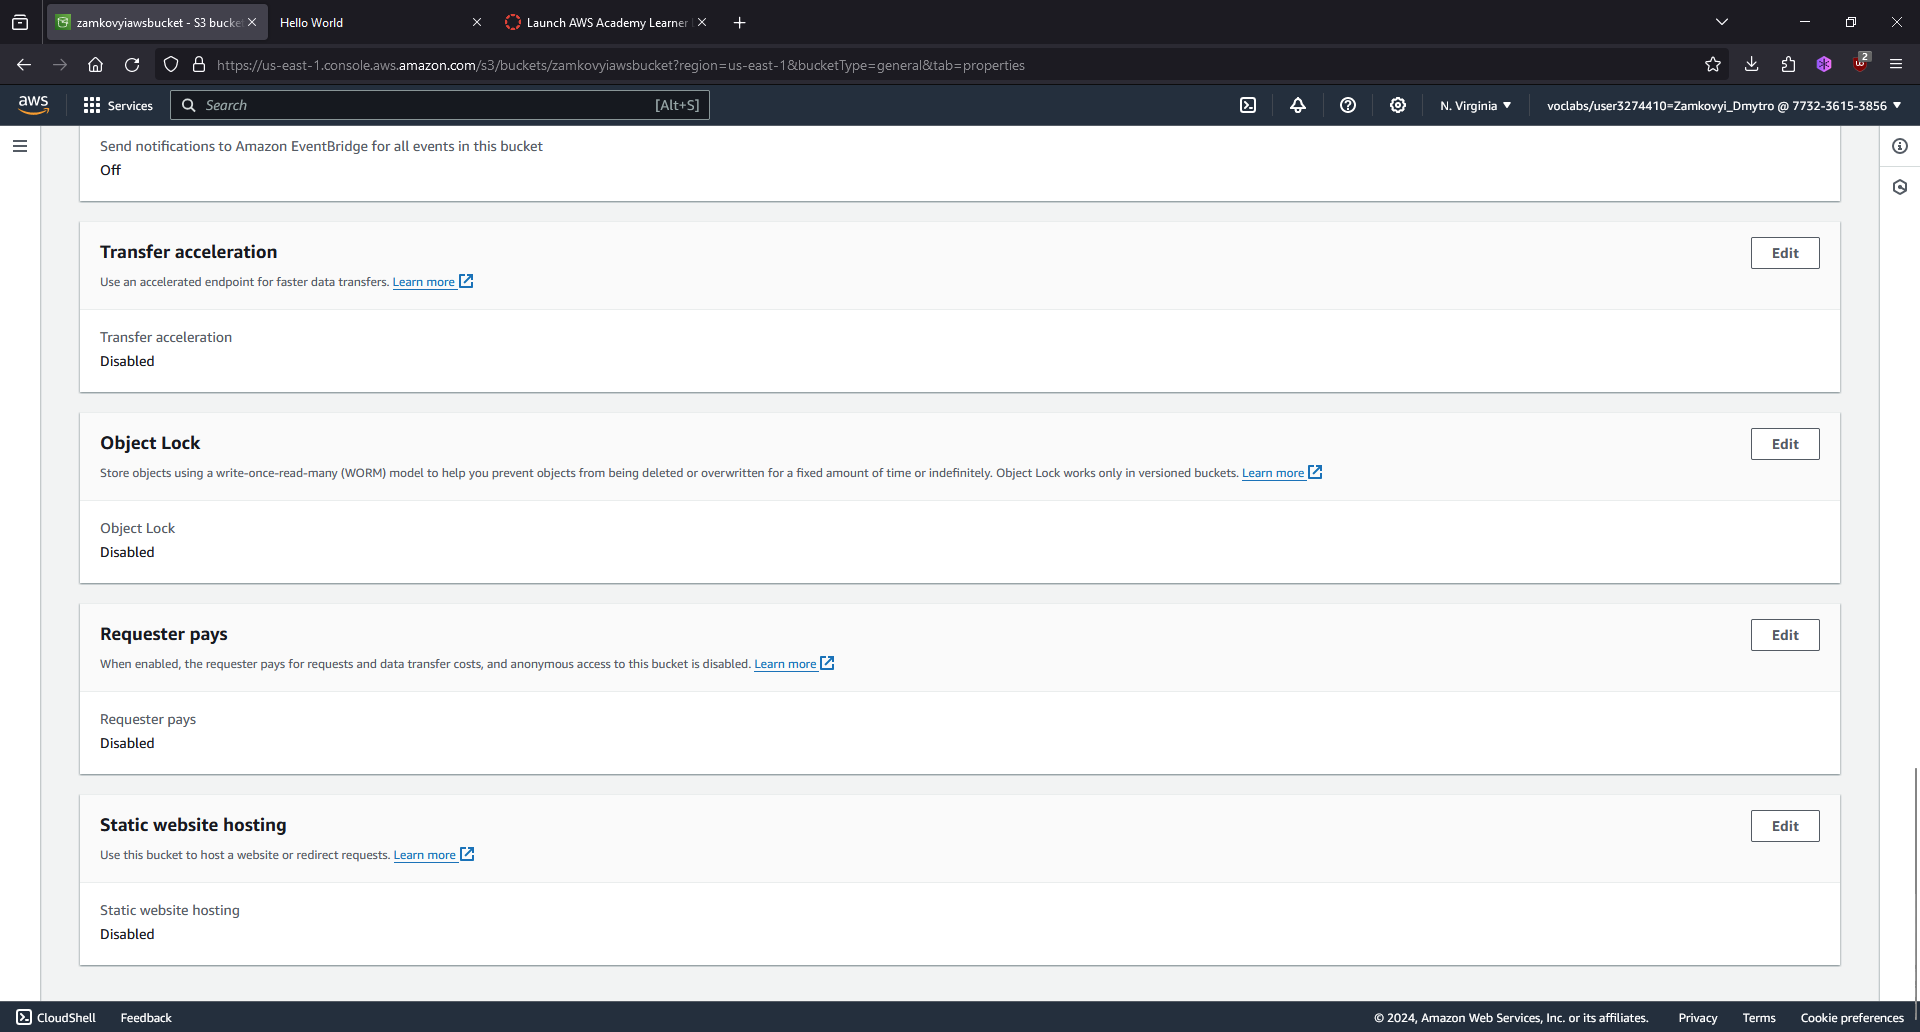 zamkovyiawsbucket - S3 bucke
Hello World
Launch AWS Academy Learner
https://us-east-1.console.aws.amazon.com/s3/buckets/zamkovyiawsbucket?region=us-east-1&bucketType=general&tab=properties
2
aws
Services
Search
[Alt+S]
N. Virginia
voclabs/user3274410=Zamkovyi_Dmytro @ 7732-3615-3856
Send notifications to Amazon EventBridge for all events in this bucket
Off
Transfer acceleration
Edit
Use an accelerated endpoint for faster data transfers. Learn more
Transfer acceleration
Disabled
Object Lock
Edit
Store objects using a write-once-read-many (WORM) model to help you prevent objects from being deleted or overwritten for a fixed amount of time or indefinitely. Object Lock works only in versioned buckets. Learn more
Object Lock
Disabled
Requester pays
Edit
When enabled, the requester pays for requests and data transfer costs, and anonymous access to this bucket is disabled. Learn more
Requester pays
Disabled
Static website hosting
Edit
Use this bucket to host a website or redirect requests. Learn more
Static website hosting
Disabled
CloudShell
Feedback
© 2024, Amazon Web Services, Inc. or its affiliates.
Privacy
Terms
Cookie preferences